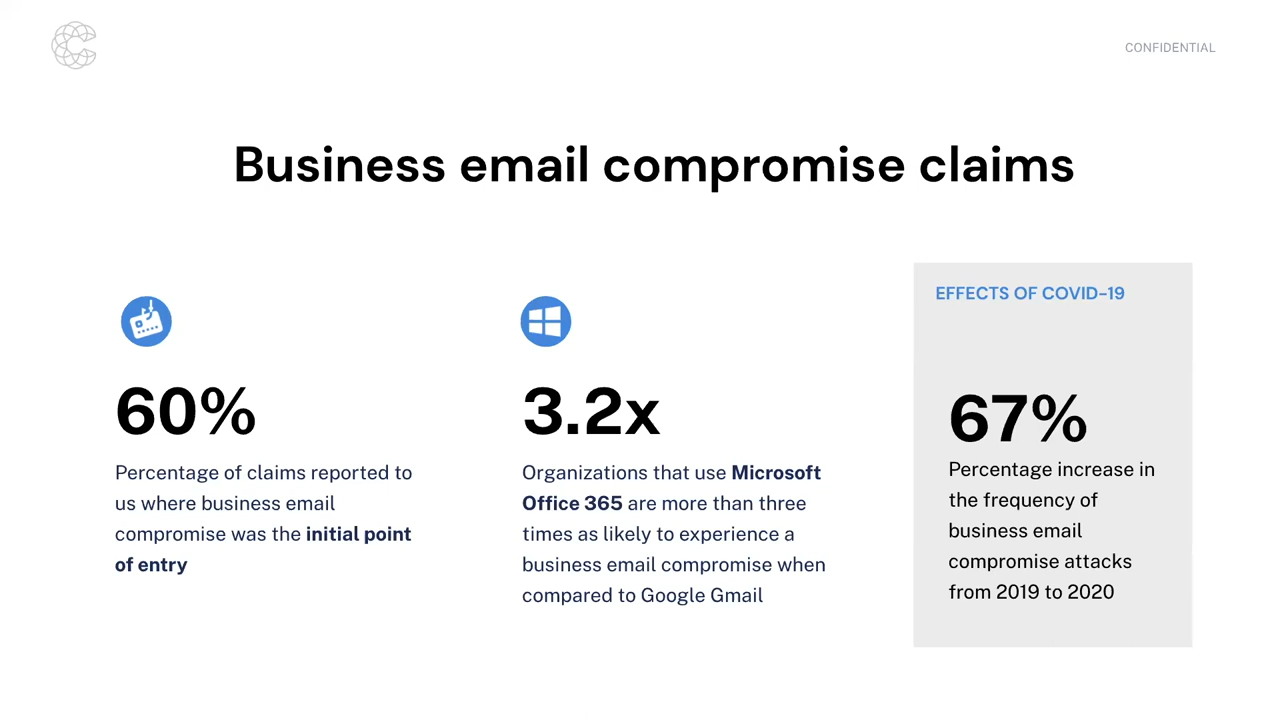 CONFIDENTIAL
Business email compromise claims
60%
Percentage of claims reported to
us where business email
compromise was the initial point
of entry
3.2x
Organizations that use Microsoft
Office 365 are more than three
times as likely to experience a
business email compromise when
compared to Google Gmail
EFFECTS OF COVID-19
67%
Percentage increase in
the frequency of
business email
compromise attacks
from 2019 to 2020